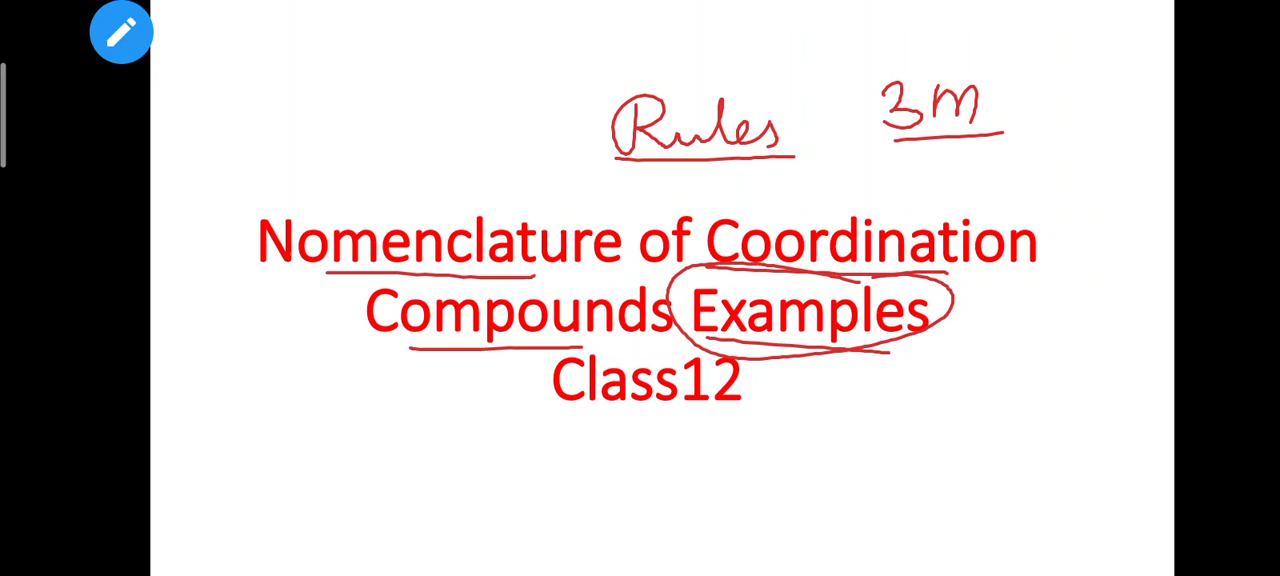 Rules 3m
Nomenclature of Coordination
Compounds Examples
Class12